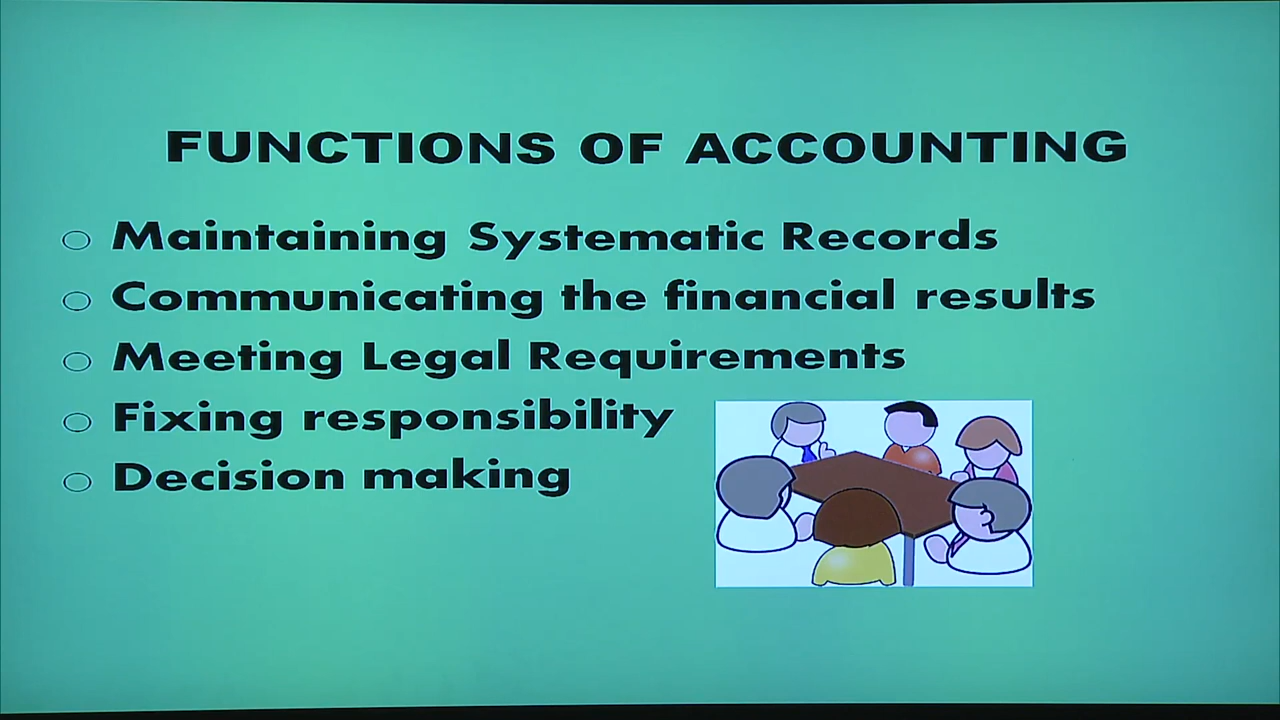 FUNCTIONS OF ACCOUNTING
Maintaining Systematic Records
Communicating the financial results
Meeting Legal Requirements
Fixing responsibility
Decision making